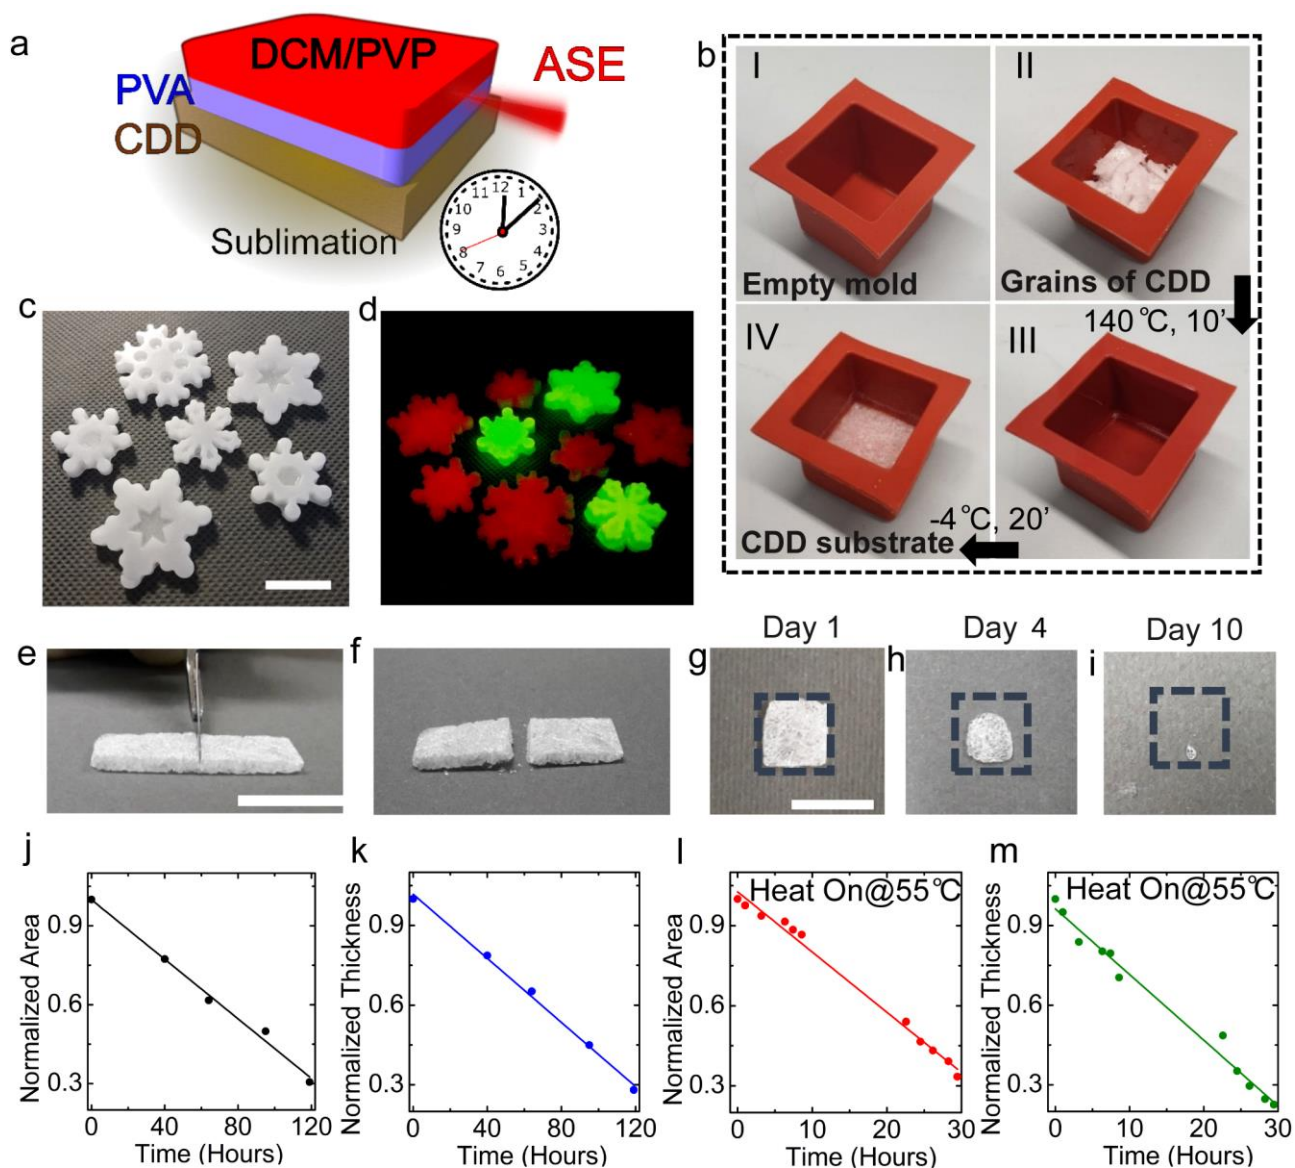 a
DCM/PVP
ASE
PVA
CDD
Sublimation
12
1
2
3
4
5
6
7
8
9
10
11
b
I
Empty mold
II
Grains of CDD
140 °C, 10'
III
-4 °C, 20'
IV
CDD substrate
c
d
e
f
g
Day 1
h
Day 4
i
Day 10
j
Normalized Area
0.9
0.6
0.3
0 40 80 120
Time (Hours)
k
Normalized Thickness
0.9
0.6
0.3
0 40 80 120
Time (Hours)
l
Heat On@55°C
Normalized Area
0.9
0.6
0.3
0 10 20 30
Time (Hours)
m
Heat On@55°C
Normalized Thickness
0.9
0.6
0.3
0 10 20 30
Time (Hours)